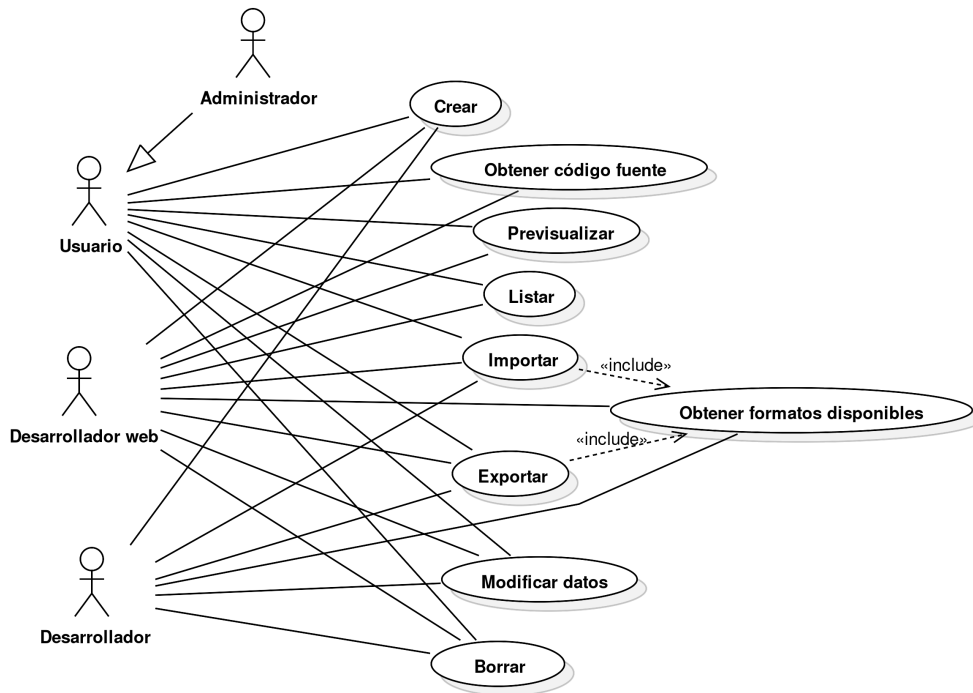 Administrador
Crear
Obtener código fuente
Usuario
Previsualizar
Listar
Importar
«include»
Obtener formatos disponibles
Desarrollador web
«include»
Exportar
Modificar datos
Desarrollador
Borrar